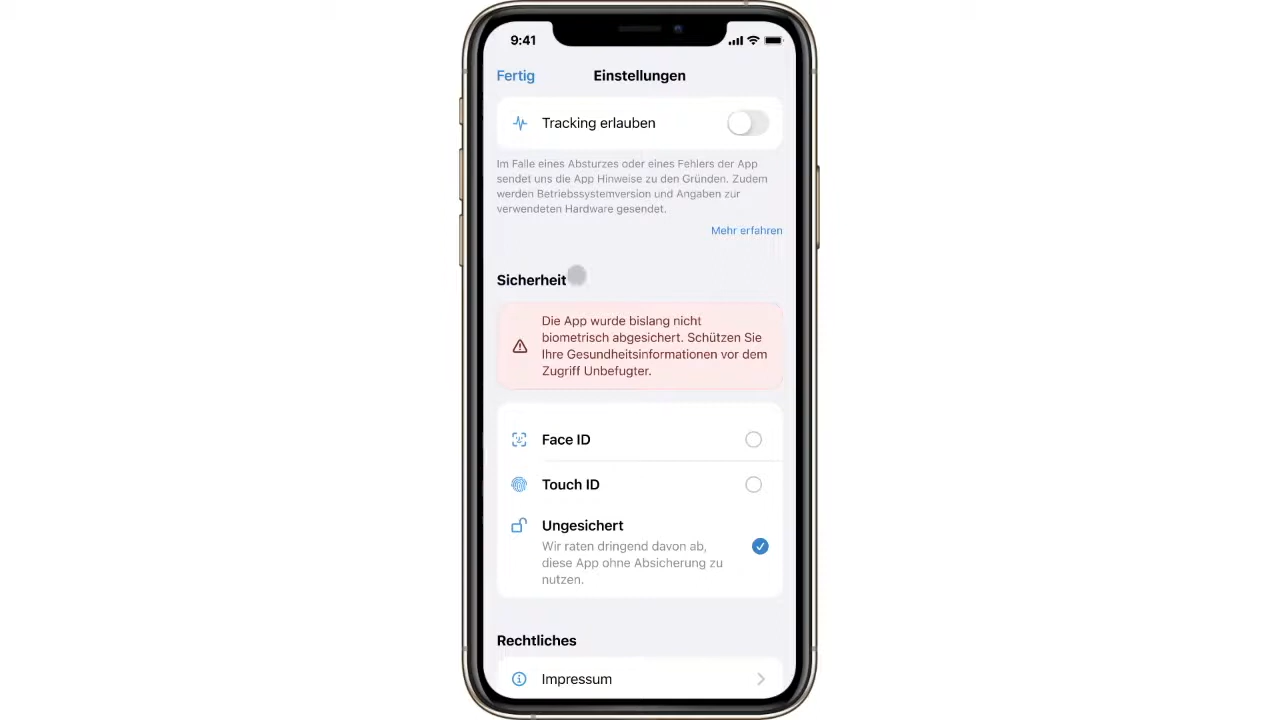 9:41
Fertig
Einstellungen
Tracking erlauben
Im Falle eines Absturzes oder eines Fehlers der App
sendet uns die App Hinweise zu den Gründen. Zudem
werden Betriebssystemversion und Angaben zur
verwendeten Hardware gesendet.
Mehr erfahren
Sicherheit
Die App wurde bislang nicht
biometrisch abgesichert. Schützen Sie
Ihre Gesundheitsinformationen vor dem
Zugriff Unbefugter.
Face ID
Touch ID
Ungesichert
Wir raten dringend davon ab,
diese App ohne Absicherung zu
nutzen.
Rechtliches
Impressum